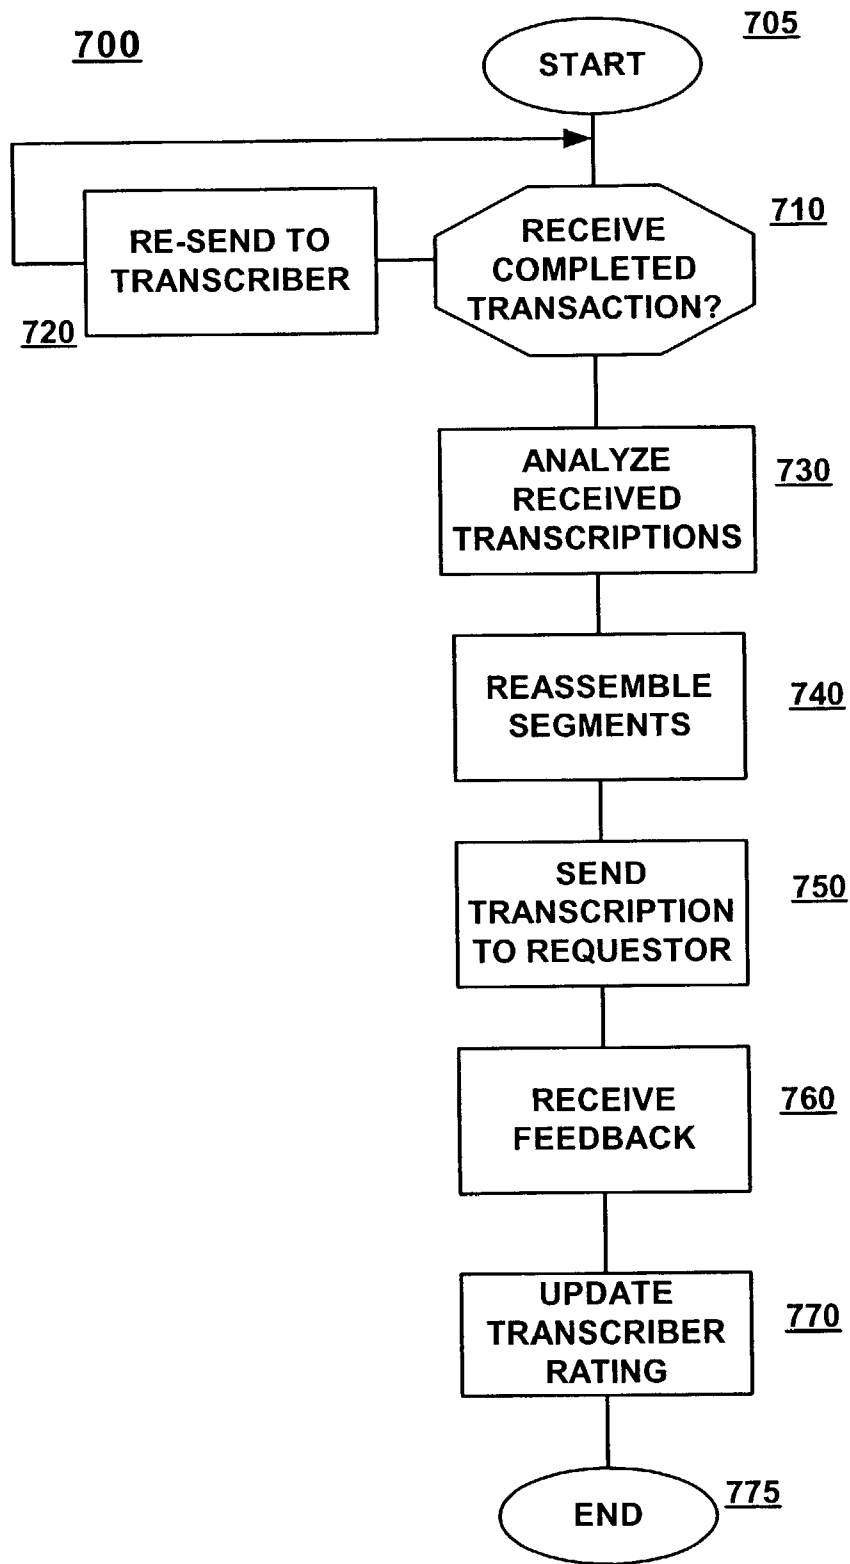 700
705
START
710
RECEIVE
COMPLETED
TRANSACTION?
RE-SEND TO
TRANSCRIBER
720
ANALYZE
RECEIVED
TRANSCRIPTIONS
730
REASSEMBLE
SEGMENTS
740
SEND
TRANSCRIPTION
TO REQUESTOR
750
RECEIVE
FEEDBACK
760
UPDATE
TRANSCRIBER
RATING
770
END
775